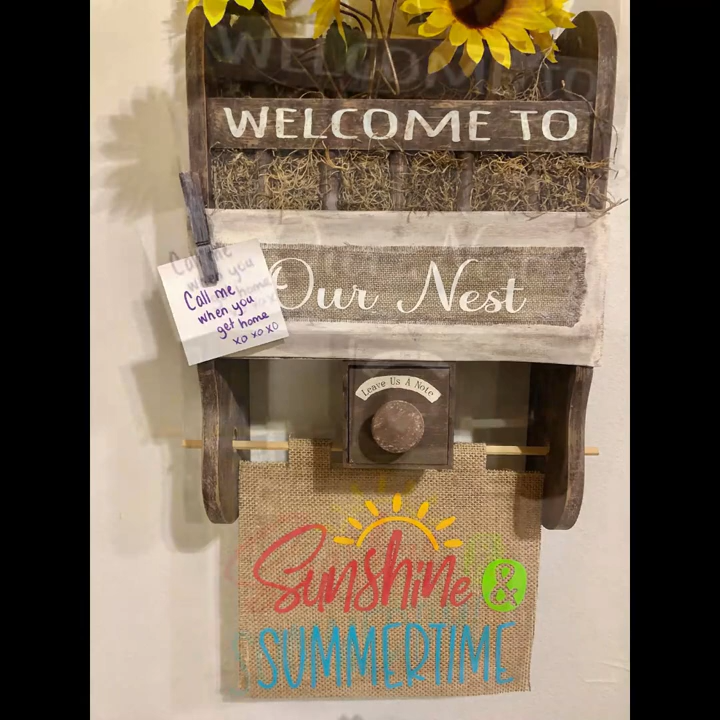 WELCOME TO
Our Nest
Call me
when you
get home
xo xo xo
Leave Us A Note
Sunshine &
SUMMERTIME